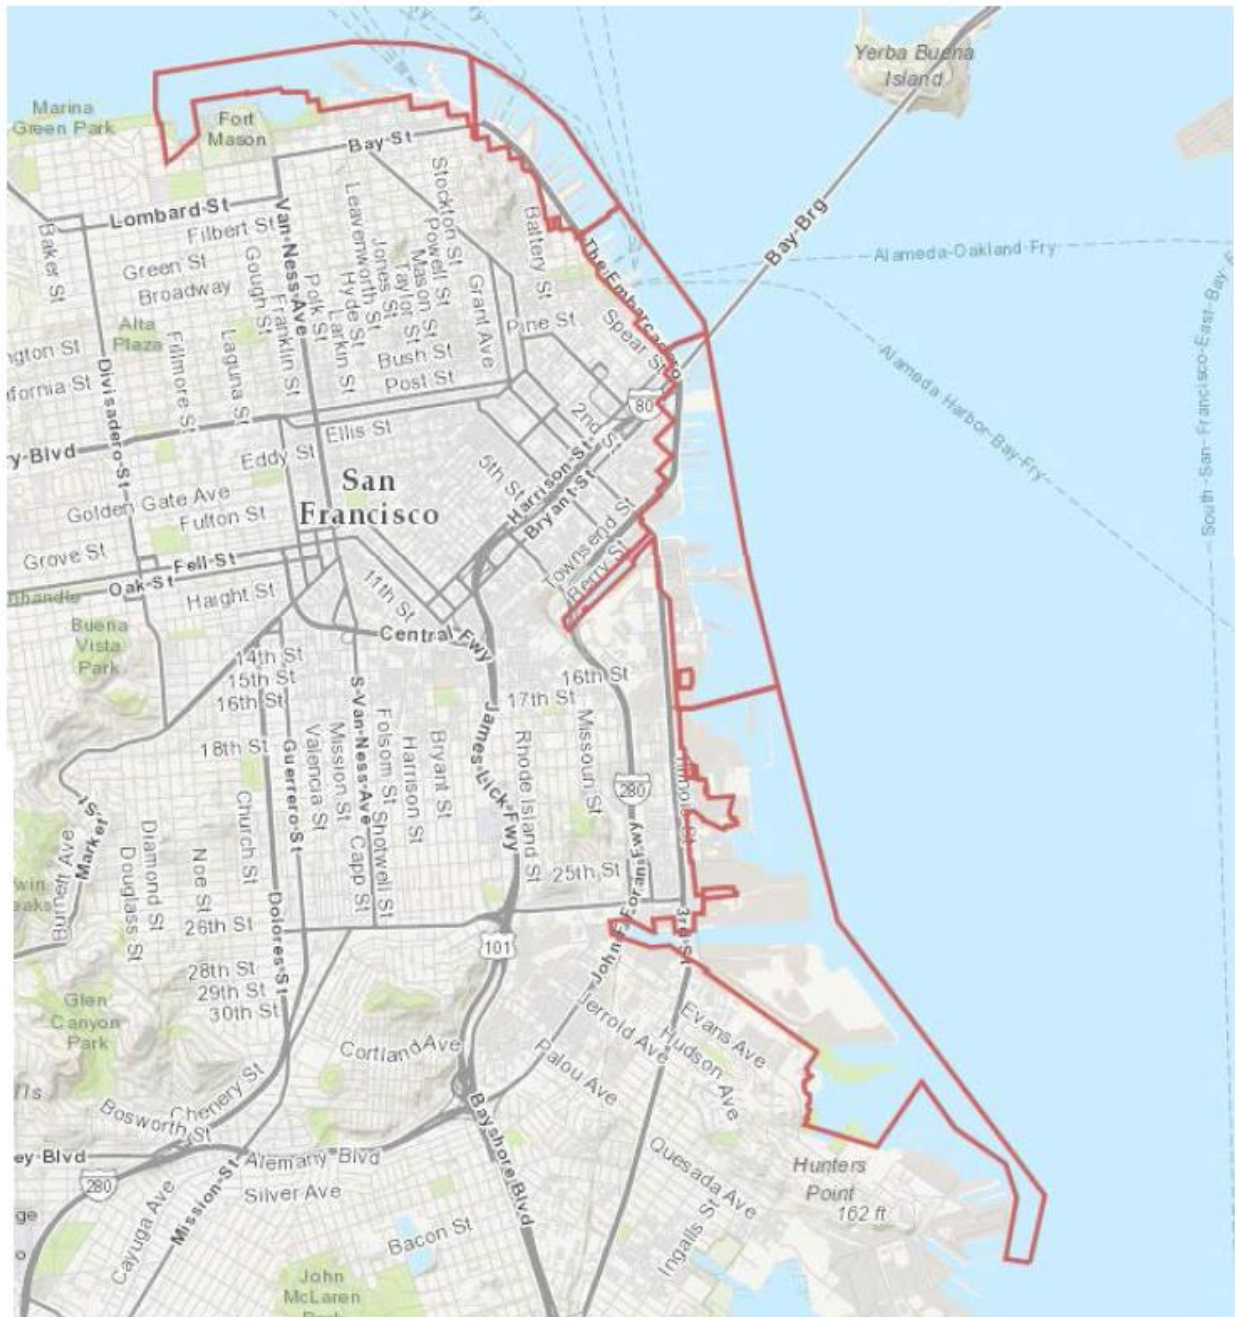 Yerba Buena
Island
Marina
Green Park
Fort
Mason
Bay-St
Lombard-St
Filbert St
Green St
Broadway
Baker St
Van-Ness-Ave
Gough St
Franklin St
Polk St
Larkin St
Hyde St
Leavenworth St
Jones St
Taylor St
Mason St
Powell St
Stockton St
Grant Ave
Battery St
The-Embarcadero
Bay-Brg
Alameda-Oakland-Fry
Alameda-Harbor-Bay-Fry
South-San-Francisco-East-Bay
Alta
Plaza
Pine St
Spear St
Bush St
Post St
Divisadero-St
Fillmore St
Laguna St
80
2nd St
Ellis St
Eddy St
5th St
Harrison-St
Bryant-St
San
Francisco
Golden Gate Ave
Fulton St
Grove St
Fell-St
Oak-St
Haight St
Townsend St
Berry St
11th St
Central Fwy
Buena
Vista
Park
14th St
15th St
16th St
16th St
17th St
18th St
S-Van-Ness-Ave
James-Lick-Fwy
Guerrero-St
Valencia St
Mission St
Folsom St
Shotwell St
Capp St
Harrison St
Bryant St
Rhode Island St
Missouri St
280
Illinois St
Market-St
Burnett Ave
Diamond St
Douglass St
Noe St
Church St
Dolores-St
25th St
26th St
3rd-St
101
28th St
29th St
30th St
Glen
Canyon
Park
Cortland Ave
Jerrold Ave
Evans Ave
Hudson Ave
Palou Ave
Quesada Ave
Ingalls St
Chenery St
Bosworth St
Alemany Blvd
Silver Ave
Bayshore-Blvd
280
Cayuga Ave
Mission-St
Bacon St
John
McLaren
Hunters
Point
162 ft